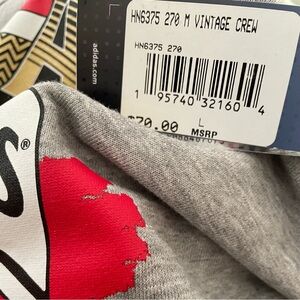 HN6375 270 M VINTAGE CREW
HN6375 270
adidas.com
1 95740 32160 4
$70.00 L
MSRP
®